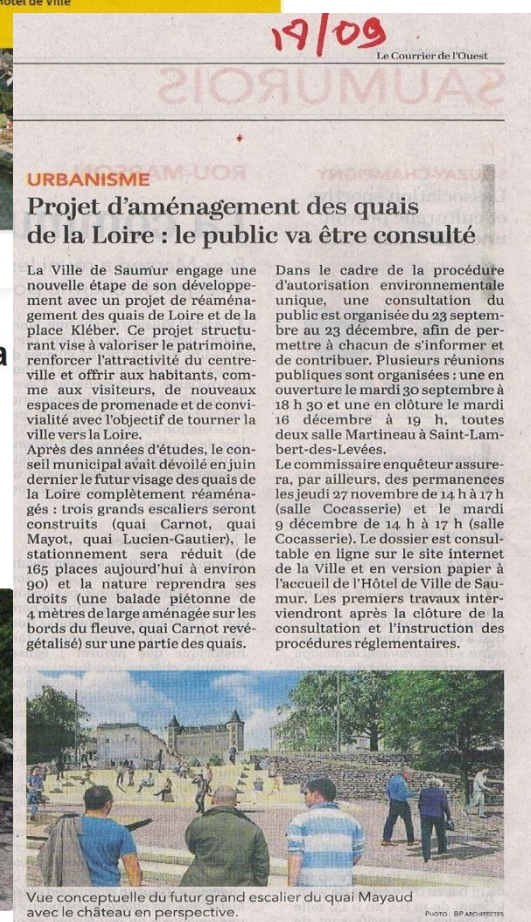 Hôtel de Ville
19/09
Le Courrier de l'Ouest
URBANISME
Projet d'aménagement des quais
de la Loire : le public va être consulté
La Ville de Saumur engage une
nouvelle étape de son développe-
ment avec un projet de réaména-
gement des quais de Loire et de la
place Kléber. Ce projet structu-
rant vise à valoriser le patrimoine,
renforcer l'attractivité du centre-
ville et offrir aux habitants, com-
me aux visiteurs, de nouveaux
espaces de promenade et de convi-
vialité avec l'objectif de tourner la
ville vers la Loire.
Après des années d'études, le con-
seil municipal avait dévoilé en juin
dernier le futur visage des quais de
la Loire complètement réaména-
gés : trois grands escaliers seront
construits (quai Carnot, quai
Mayot, quai Lucien-Gautier), le
stationnement sera réduit (de
165 places aujourd'hui à environ
90) et la nature reprendra ses
droits (une balade piétonne de
4 mètres de large aménagée sur les
bords du fleuve, quai Carnot revé-
gétalisé) sur une partie des quais.
Dans le cadre de la procédure
d'autorisation environnementale
unique, une consultation du
public est organisée du 23 septem-
bre au 23 décembre, afin de per-
mettre à chacun de s'informer et
de contribuer. Plusieurs réunions
publiques sont organisées : une en
ouverture le mardi 30 septembre à
18 h 30 et une en clôture le mardi
16 décembre à 19 h, toutes
deux salle Martineau à Saint-Lam-
bert-des-Levées.
Le commissaire enquêteur assure-
ra, par ailleurs, des permanences
les jeudi 27 novembre de 14 h à 17 h
(salle Cocasserie) et le mardi
9 décembre de 14 h à 17 h (salle
Cocasserie). Le dossier est consul-
table en ligne sur le site internet
de la Ville et en version papier à
l'accueil de l'Hôtel de Ville de Sau-
mur. Les premiers travaux inter-
viendront après la clôture de la
consultation et l'instruction des
procédures réglementaires.
Vue conceptuelle du futur grand escalier du quai Mayaud
avec le château en perspective.
PHOTO : BP ARCHITECTES